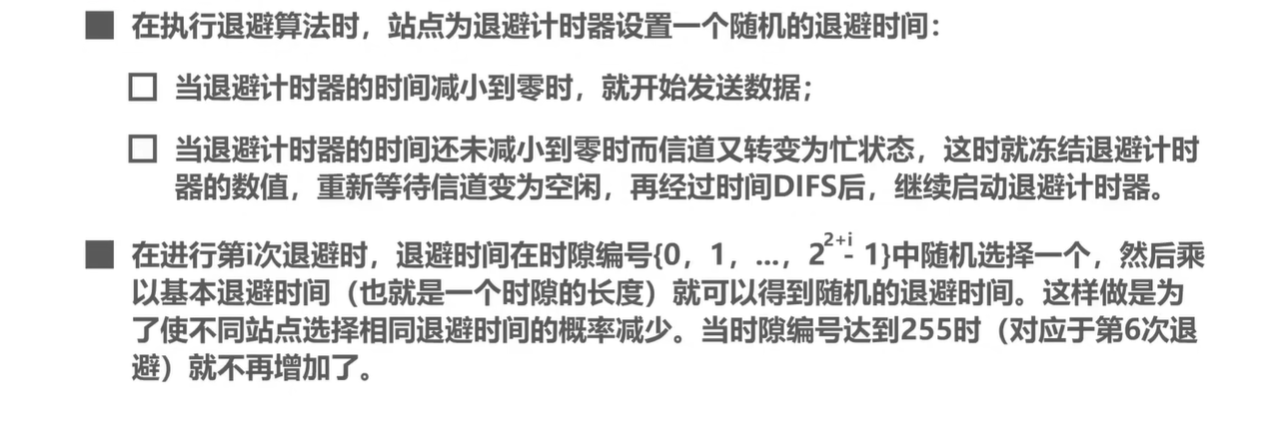 ■ 在执行退避算法时，站点为退避计时器设置一个随机的退避时间：
□ 当退避计时器的时间减小到零时，就开始发送数据；
□ 当退避计时器的时间还未减小到零时而信道又转变为忙状态，这时就冻结退避计时
器的数值，重新等待信道变为空闲，再经过时间DIFS后，继续启动退避计时器。
■ 在进行第i次退避时，退避时间在时隙编号{0，1，...，2²⁺ⁱ- 1}中随机选择一个，然后乘
以基本退避时间（也就是一个时隙的长度）就可以得到随机的退避时间。这样做是为
了使不同站点选择相同退避时间的概率减少。当时隙编号达到255时（对应于第6次退
避）就不再增加了。